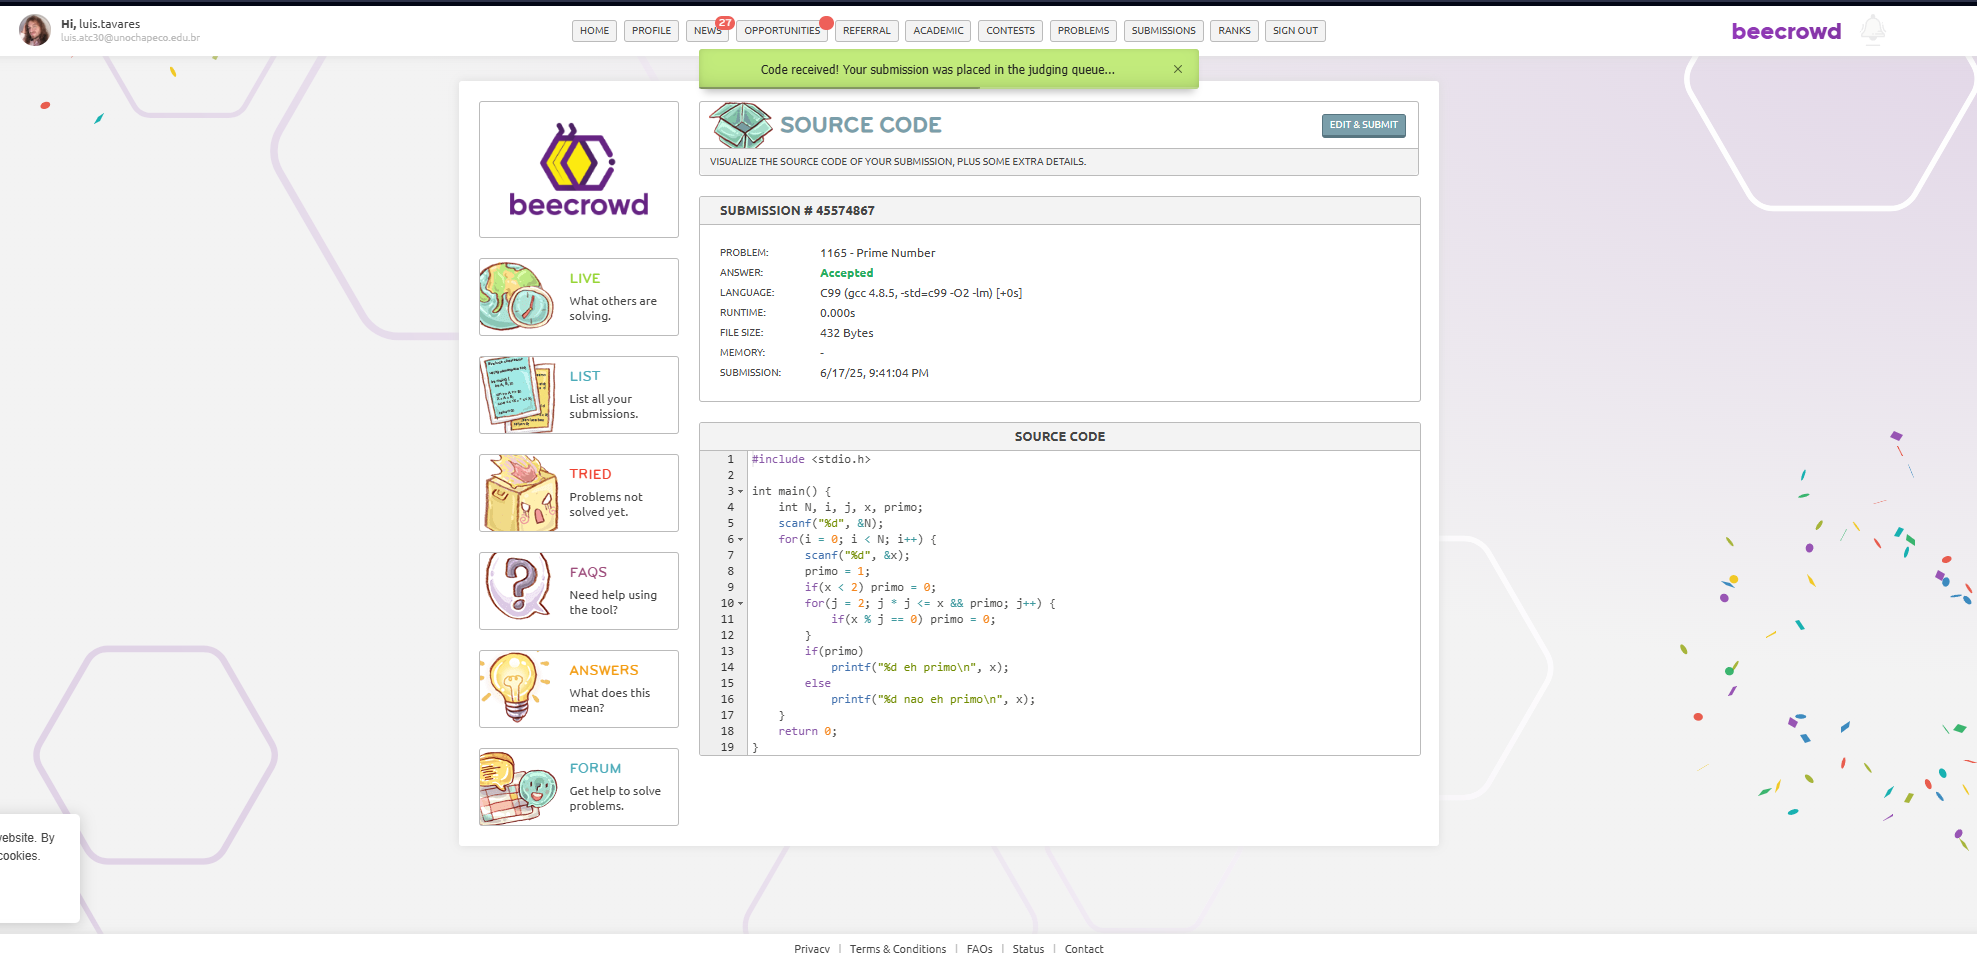 Hi, luis.tavares
luis.atc30@unochapeco.edu.br
HOME
PROFILE
NEWS
27
OPPORTUNITIES
REFERRAL
ACADEMIC
CONTESTS
PROBLEMS
SUBMISSIONS
RANKS
SIGN OUT
beecrowd
Code received! Your submission was placed in the judging queue...
×
beecrowd
LIVE
What others are
solving.
LIST
List all your
submissions.
TRIED
Problems not
solved yet.
FAQS
Need help using
the tool?
ANSWERS
What does this
mean?
FORUM
Get help to solve
problems.
SOURCE CODE
EDIT & SUBMIT
VISUALIZE THE SOURCE CODE OF YOUR SUBMISSION, PLUS SOME EXTRA DETAILS.
SUBMISSION # 45574867
PROBLEM: 1165 - Prime Number
ANSWER: Accepted
LANGUAGE: C99 (gcc 4.8.5, -std=c99 -O2 -lm) [+0s]
RUNTIME: 0.000s
FILE SIZE: 432 Bytes
MEMORY: -
SUBMISSION: 6/17/25, 9:41:04 PM
SOURCE CODE
1 #include <stdio.h>
2
3 int main() {
4     int N, i, j, x, primo;
5     scanf("%d", &N);
6     for(i = 0; i < N; i++) {
7         scanf("%d", &x);
8         primo = 1;
9         if(x < 2) primo = 0;
10         for(j = 2; j * j <= x && primo; j++) {
11             if(x % j == 0) primo = 0;
12         }
13         if(primo)
14             printf("%d eh primo\n", x);
15         else
16             printf("%d nao eh primo\n", x);
17     }
18     return 0;
19 }
website. By
cookies.
Privacy | Terms & Conditions | FAQs | Status | Contact